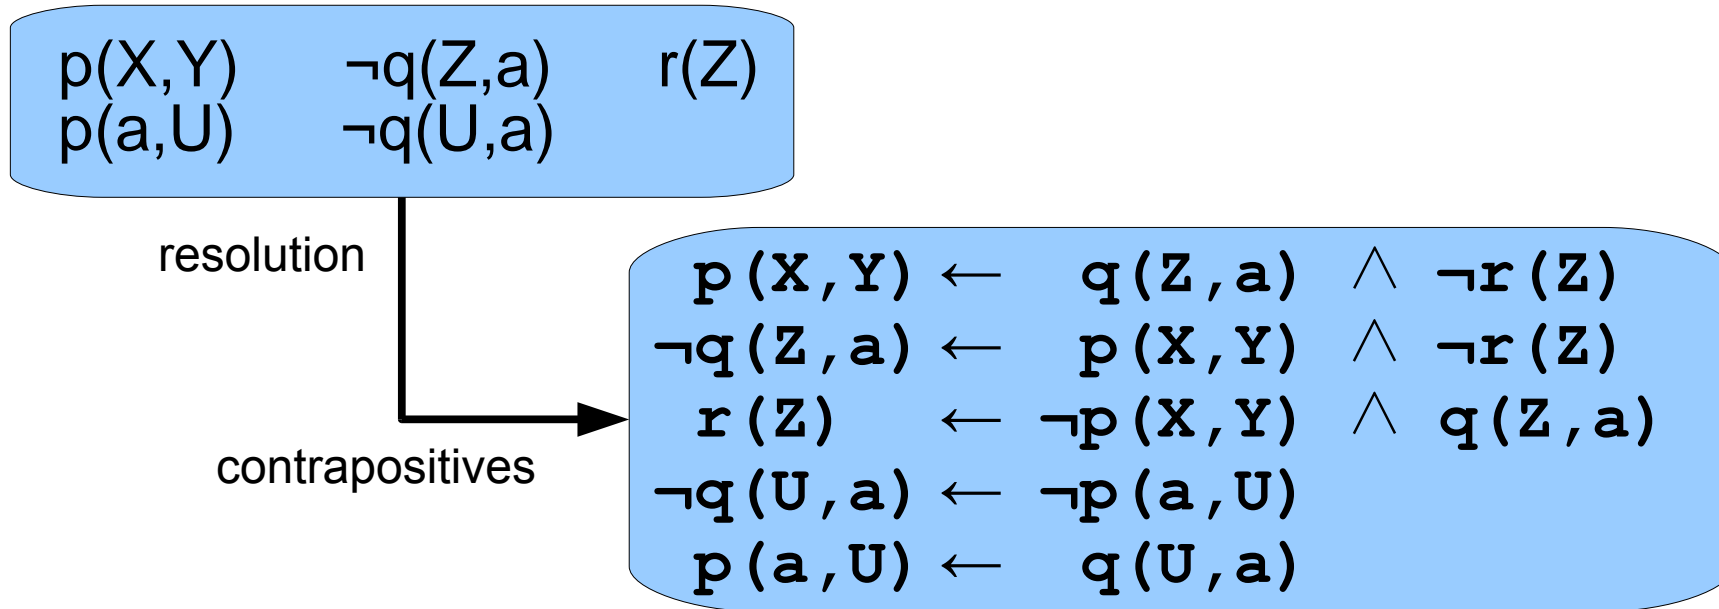 p(X,Y) ¬q(Z,a) r(Z)
p(a,U) ¬q(U,a)
resolution
contrapositives
p(X,Y) ← q(Z,a) ∧ ¬r(Z)
¬q(Z,a) ← p(X,Y) ∧ ¬r(Z)
r(Z) ← ¬p(X,Y) ∧ q(Z,a)
¬q(U,a) ← ¬p(a,U)
p(a,U) ← q(U,a)